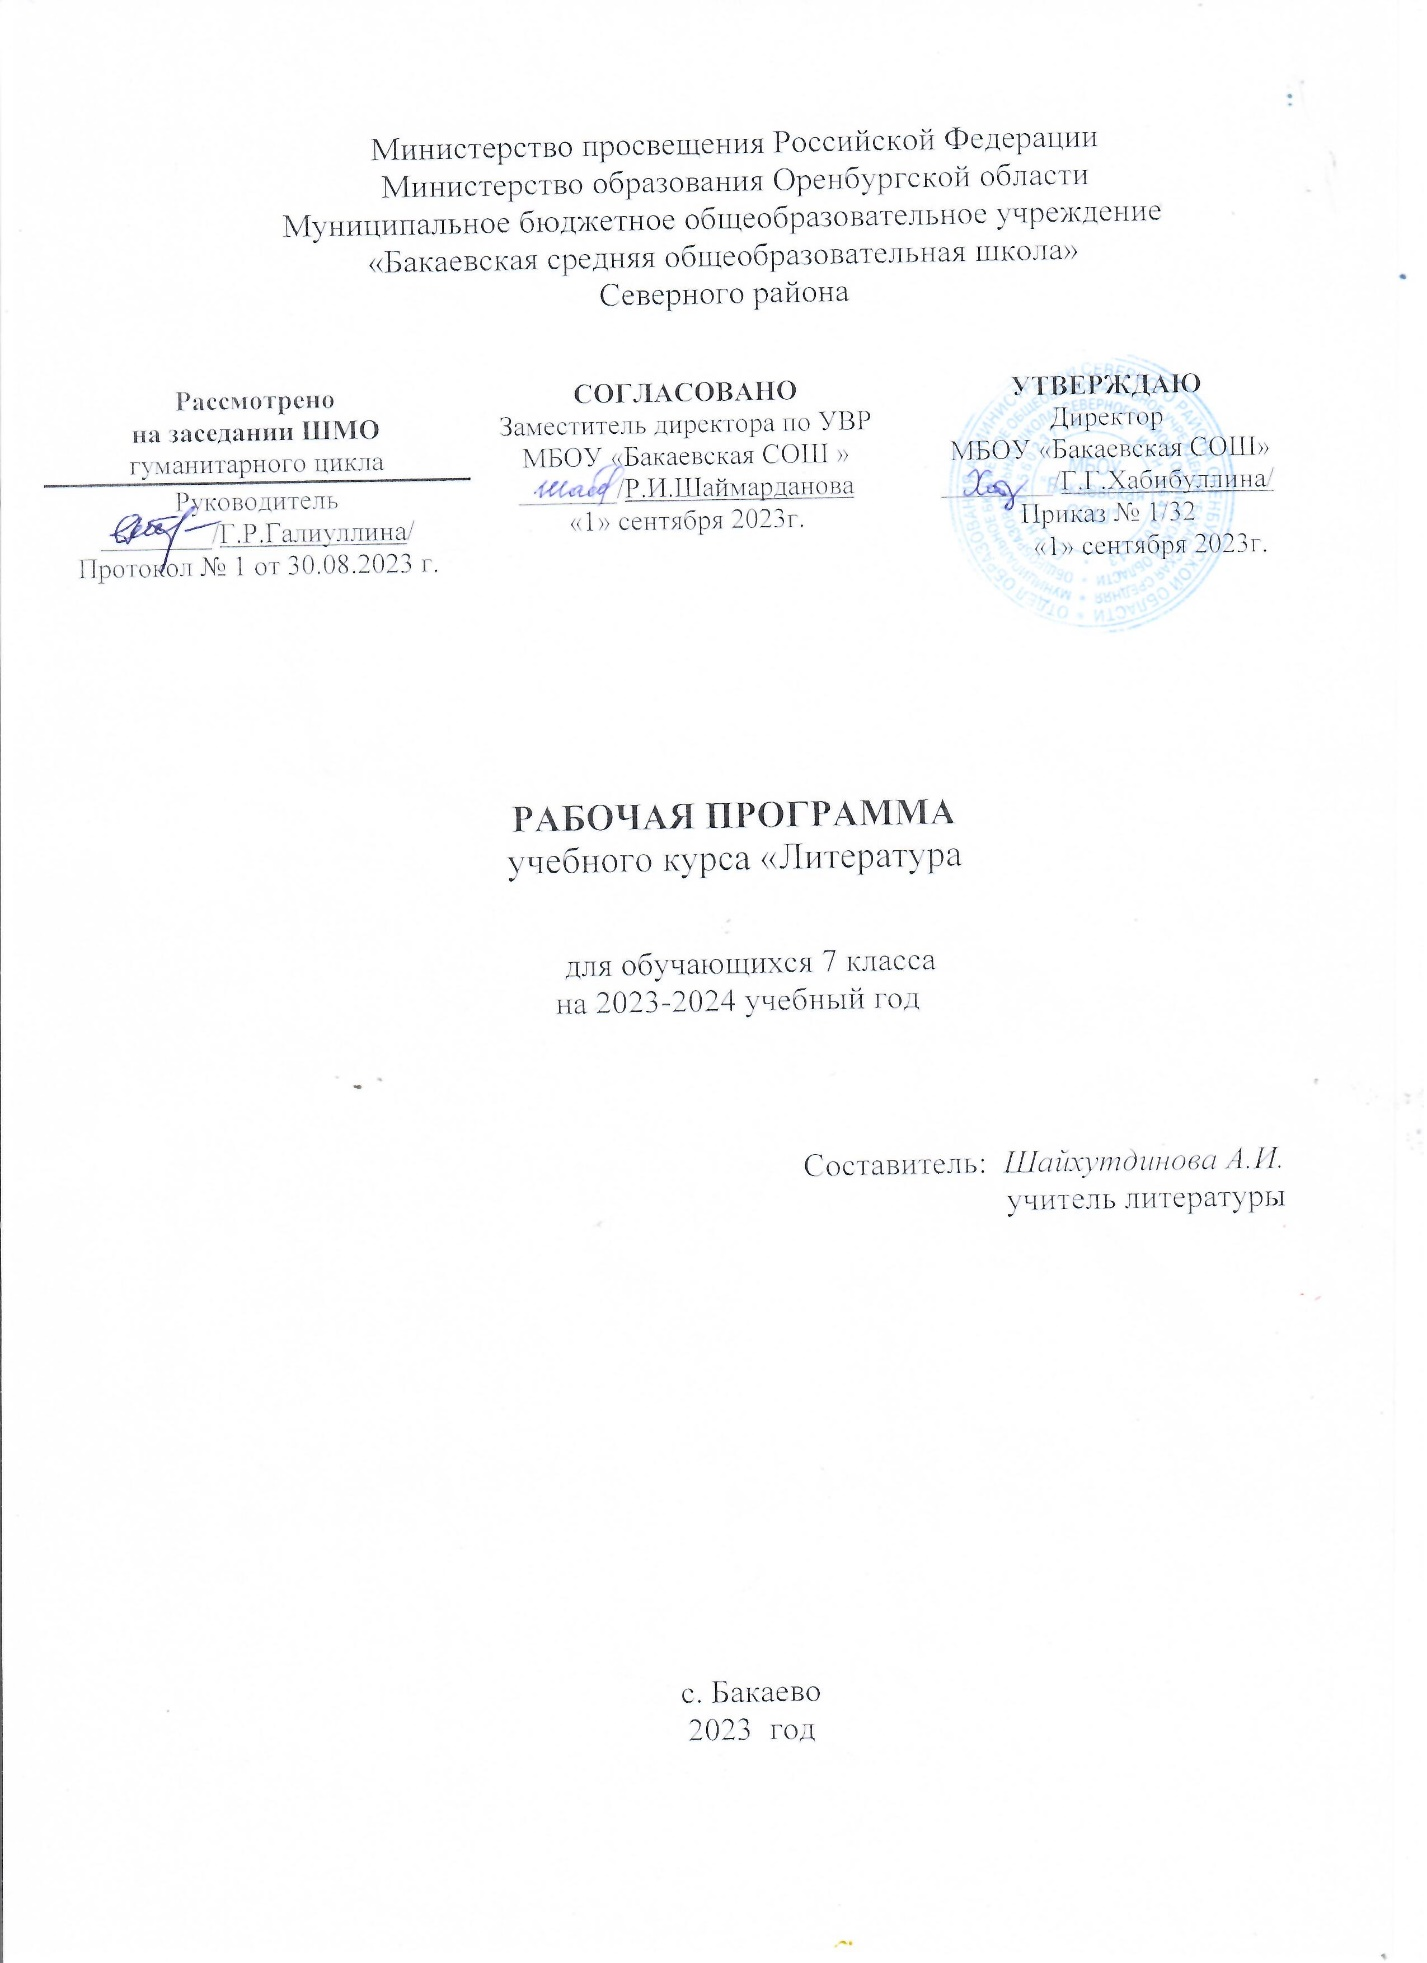 Министерство просвещения Российской Федерации
Министерство образования Оренбургской области
Муниципальное бюджетное общеобразовательное учреждение
«Бакаевская средняя общеобразовательная школа»
Северного района
Рассмотрено
на заседании ШМО
гуманитарного цикла
Руководитель
/Г.Р.Галиуллина/
Протокол № 1 от 30.08.2023 г.
СОГЛАСОВАНО
Заместитель директора по УВР
МБОУ «Бакаевская СОШ »
/Р.И.Шаймарданова
«1» сентября 2023г.
УТВЕРЖДАЮ
Директор
МБОУ «Бакаевская СОШ»
/Г.Г.Хабибуллина/
Приказ № 1/32
«1» сентября 2023г.
РАБОЧАЯ ПРОГРАММА
учебного курса «Литература
для обучающихся 7 класса
на 2023-2024 учебный год
Составитель: Шайхутдинова А.И.
учитель литературы
с. Бакаево
2023 год